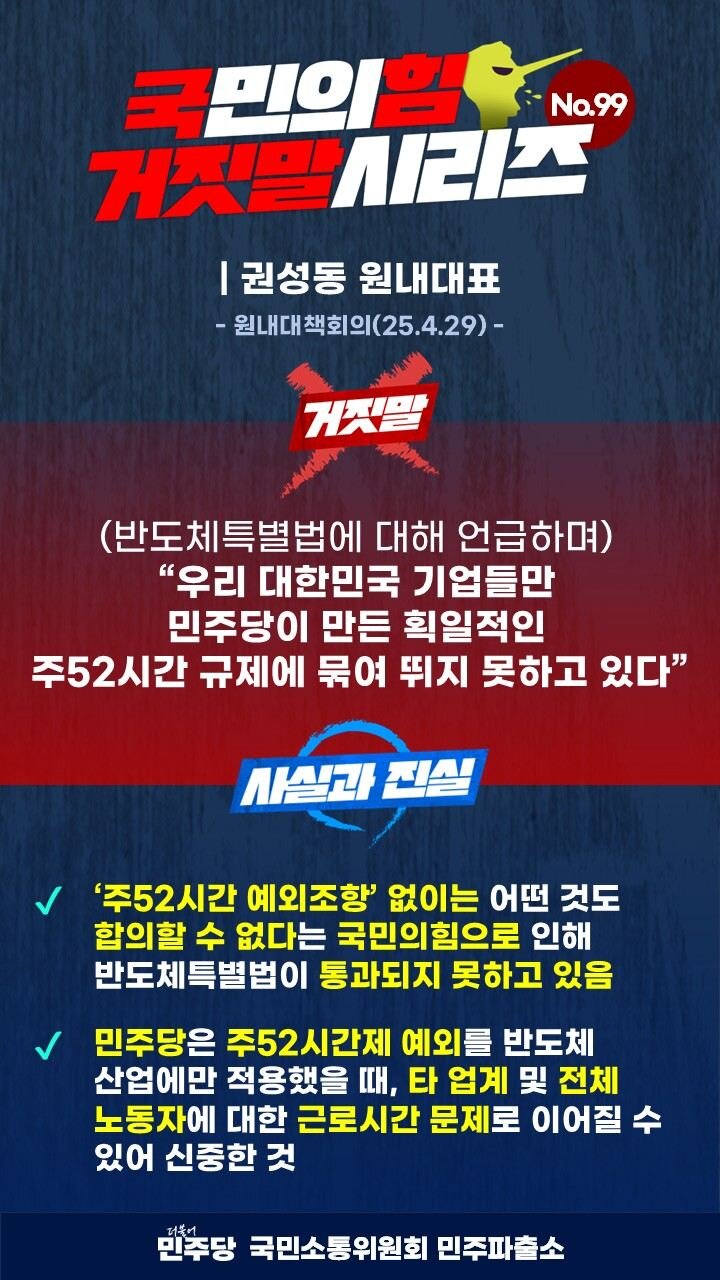 국민의힘
No.99
거짓말시리즈
| 권성동 원내대표
- 원내대책회의(25.4.29) -
거짓말
(반도체특별법에 대해 언급하며)
“우리 대한민국 기업들만
민주당이 만든 획일적인
주52시간 규제에 묶여 뛰지 못하고 있다”
사실과 진실
✓ ‘주52시간 예외조항’ 없이는 어떤 것도
합의할 수 없다는 국민의힘으로 인해
반도체특별법이 통과되지 못하고 있음
✓ 민주당은 주52시간제 예외를 반도체
산업에만 적용했을 때, 타 업계 및 전체
노동자에 대한 근로시간 문제로 이어질 수
있어 신중한 것
더불어
민주당 국민소통위원회 민주파출소